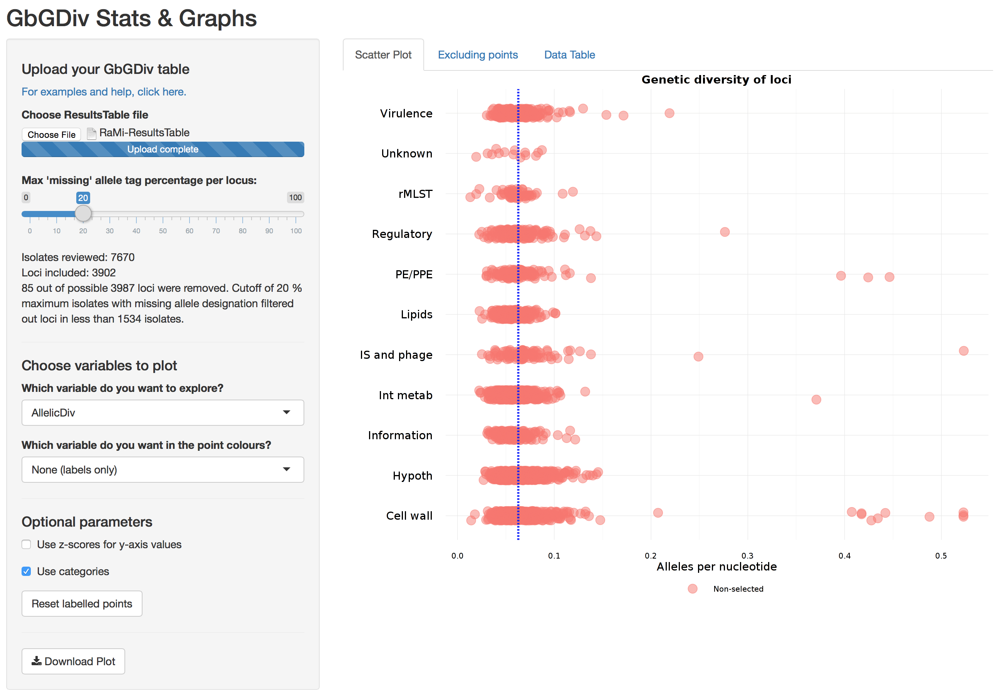 GbGDiv Stats & Graphs
Upload your GbGDiv table
For examples and help, click here.
Choose ResultsTable file
Choose File RaMi-ResultsTable
Upload complete
Max 'missing' allele tag percentage per locus:
0 20 100
0 10 20 30 40 50 60 70 80 90 100
Isolates reviewed: 7670
Loci included: 3902
85 out of possible 3987 loci were removed. Cutoff of 20 %
maximum isolates with missing allele designation filtered
out loci in less than 1534 isolates.
Choose variables to plot
Which variable do you want to explore?
AllelicDiv
Which variable do you want in the point colours?
None (labels only)
Optional parameters
Use z-scores for y-axis values
Use categories
Reset labelled points
Download Plot
Scatter Plot Excluding points Data Table
Genetic diversity of loci
Virulence
Unknown
rMLST
Regulatory
PE/PPE
Lipids
IS and phage
Int metab
Information
Hypoth
Cell wall
0.0 0.1 0.2 0.3 0.4 0.5
Alleles per nucleotide
Non-selected